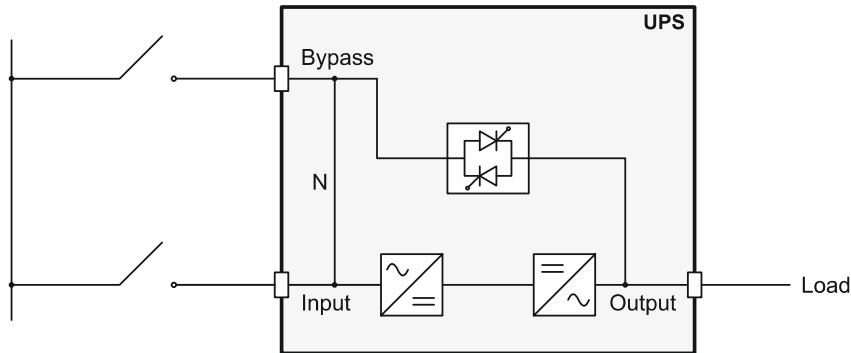 UPS
Bypass
N
Input
Output
Load